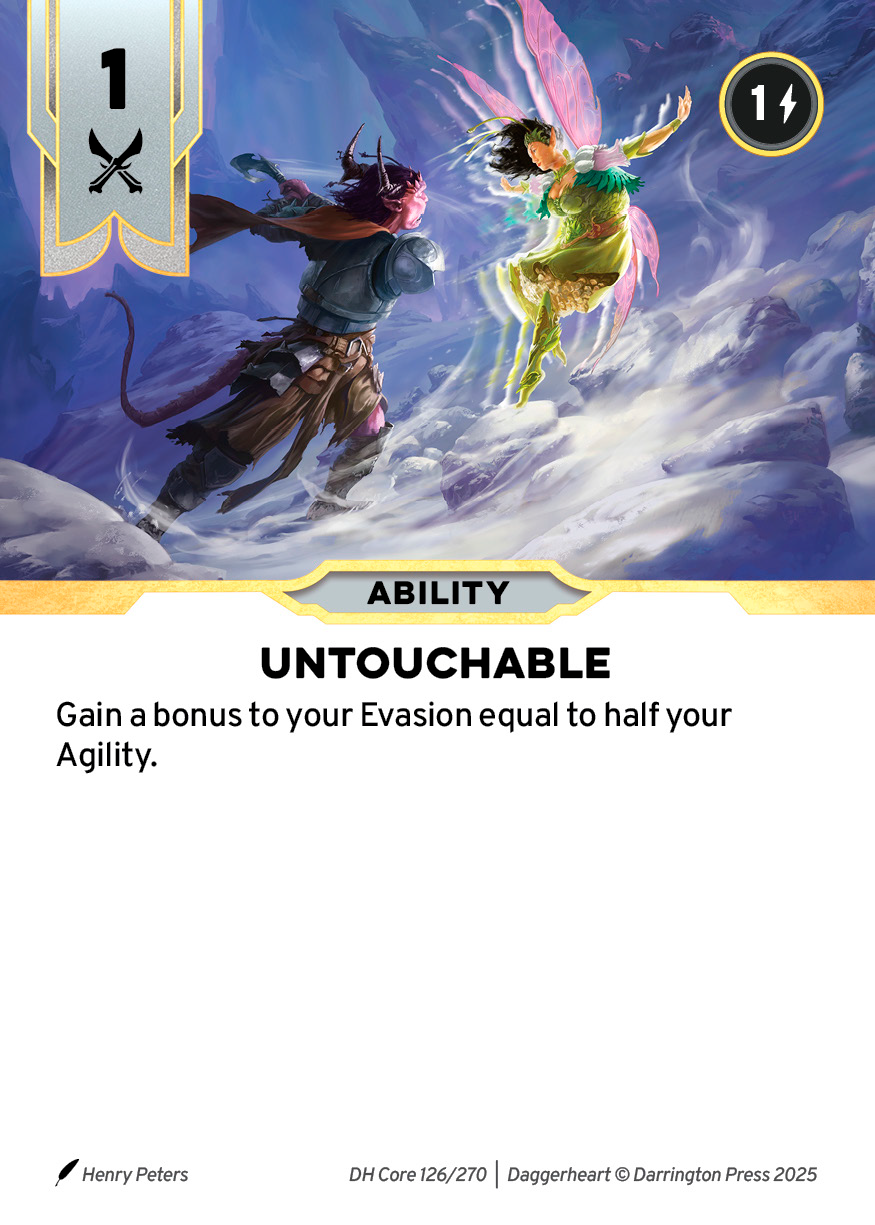 1
1
ABILITY
UNTOUCHABLE
Gain a bonus to your Evasion equal to half your
Agility.
Henry Peters
DH Core 126/270 | Daggerheart © Darrington Press 2025